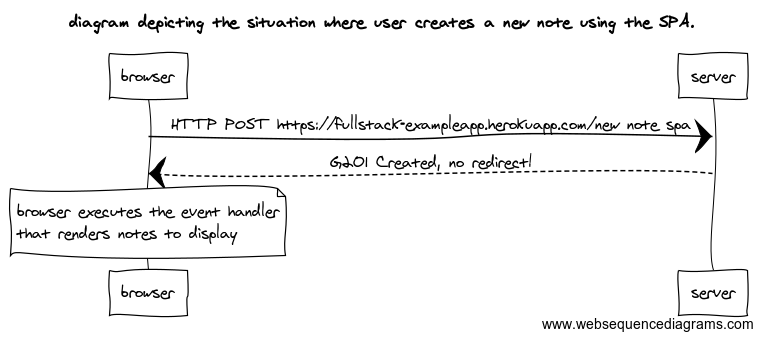 diagram depicting the situation where user creates a new note using the SPA.
browser
server
HTTP POST https://fullstack-exampleapp.herokuapp.com/new note spa
G201 Created, no redirect!
browser executes the event handler
that renders notes to display
browser
server
www.websequencediagrams.com